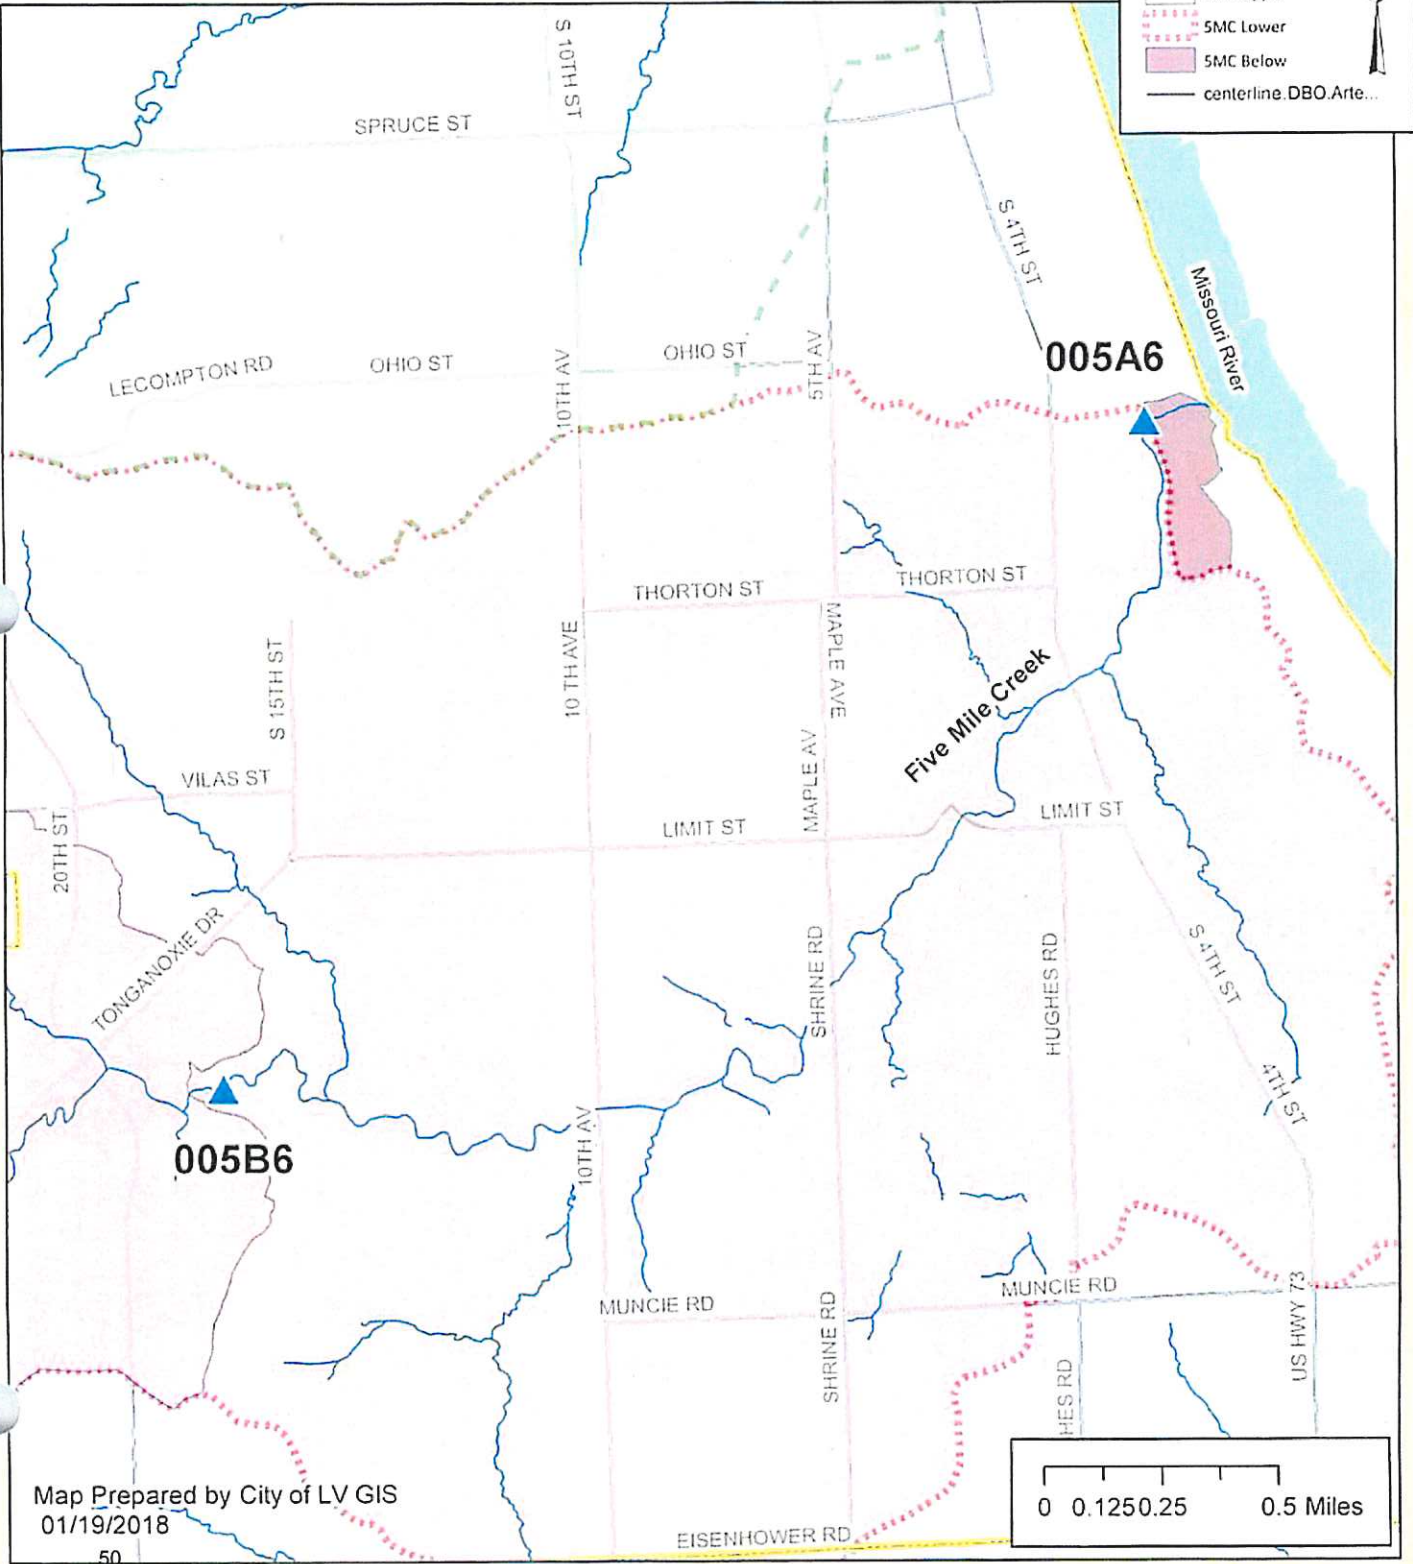 5MC Lower
5MC Below
centerline.DBO.Arte...
S 10TH ST
SPRUCE ST
S 4TH ST
Missouri River
005A6
LECOMPTON RD
OHIO ST
OHIO ST
10TH AV
5TH AV
THORTON ST
THORTON ST
S 15TH ST
10 TH AVE
MAPLE AVE
Five Mile Creek
VILAS ST
MAPLE AV
LIMIT ST
LIMIT ST
20TH ST
TONGANOXIE DR
SHRINE RD
HUGHES RD
S 4TH ST
4TH ST
005B6
10TH AV
MUNCIE RD
MUNCIE RD
SHRINE RD
HES RD
US HWY 73
Map Prepared by City of LV GIS
01/19/2018
50
EISENHOWER RD
0 0.1250.25 0.5 Miles